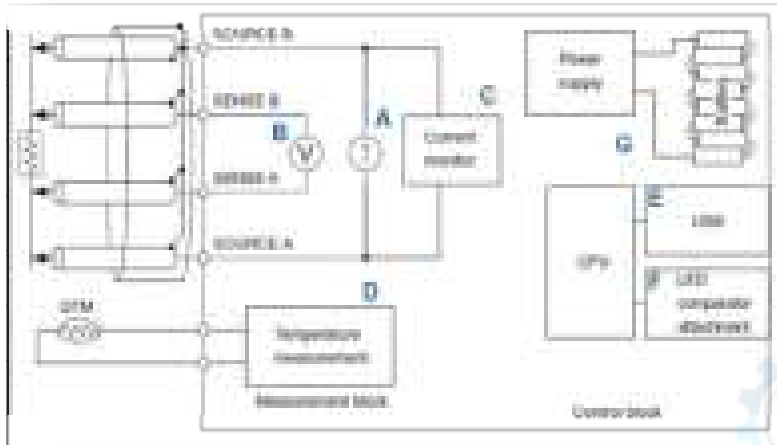 SOURCE B
SENSE B
B
V
A
C
Current
monitor
SENSE A
SOURCE A
Power
supply
G
CPU
E
USB
F
LED
comparator
attachment
D
Temperature
measurement
Measurement block
Control block